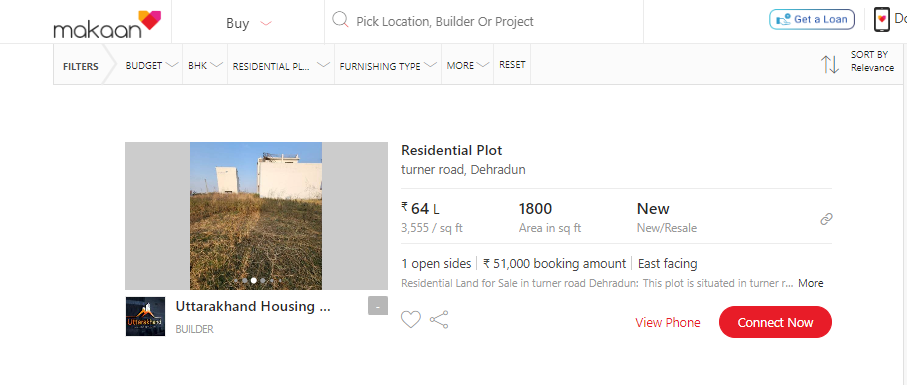 makaan
Buy
Pick Location, Builder Or Project
Get a Loan
Do
FILTERS
BUDGET
BHK
RESIDENTIAL PL...
FURNISHING TYPE
MORE
RESET
SORT BY
Relevance
Residential Plot
turner road, Dehradun
₹ 64 L
3,555 / sq ft
1800
Area in sq ft
New
New/Resale
1 open sides
₹ 51,000 booking amount
East facing
Residential Land for Sale in turner road Dehradun: This plot is situated in turner r... More
Uttarakhand
Uttarakhand Housing ...
-
BUILDER
View Phone
Connect Now